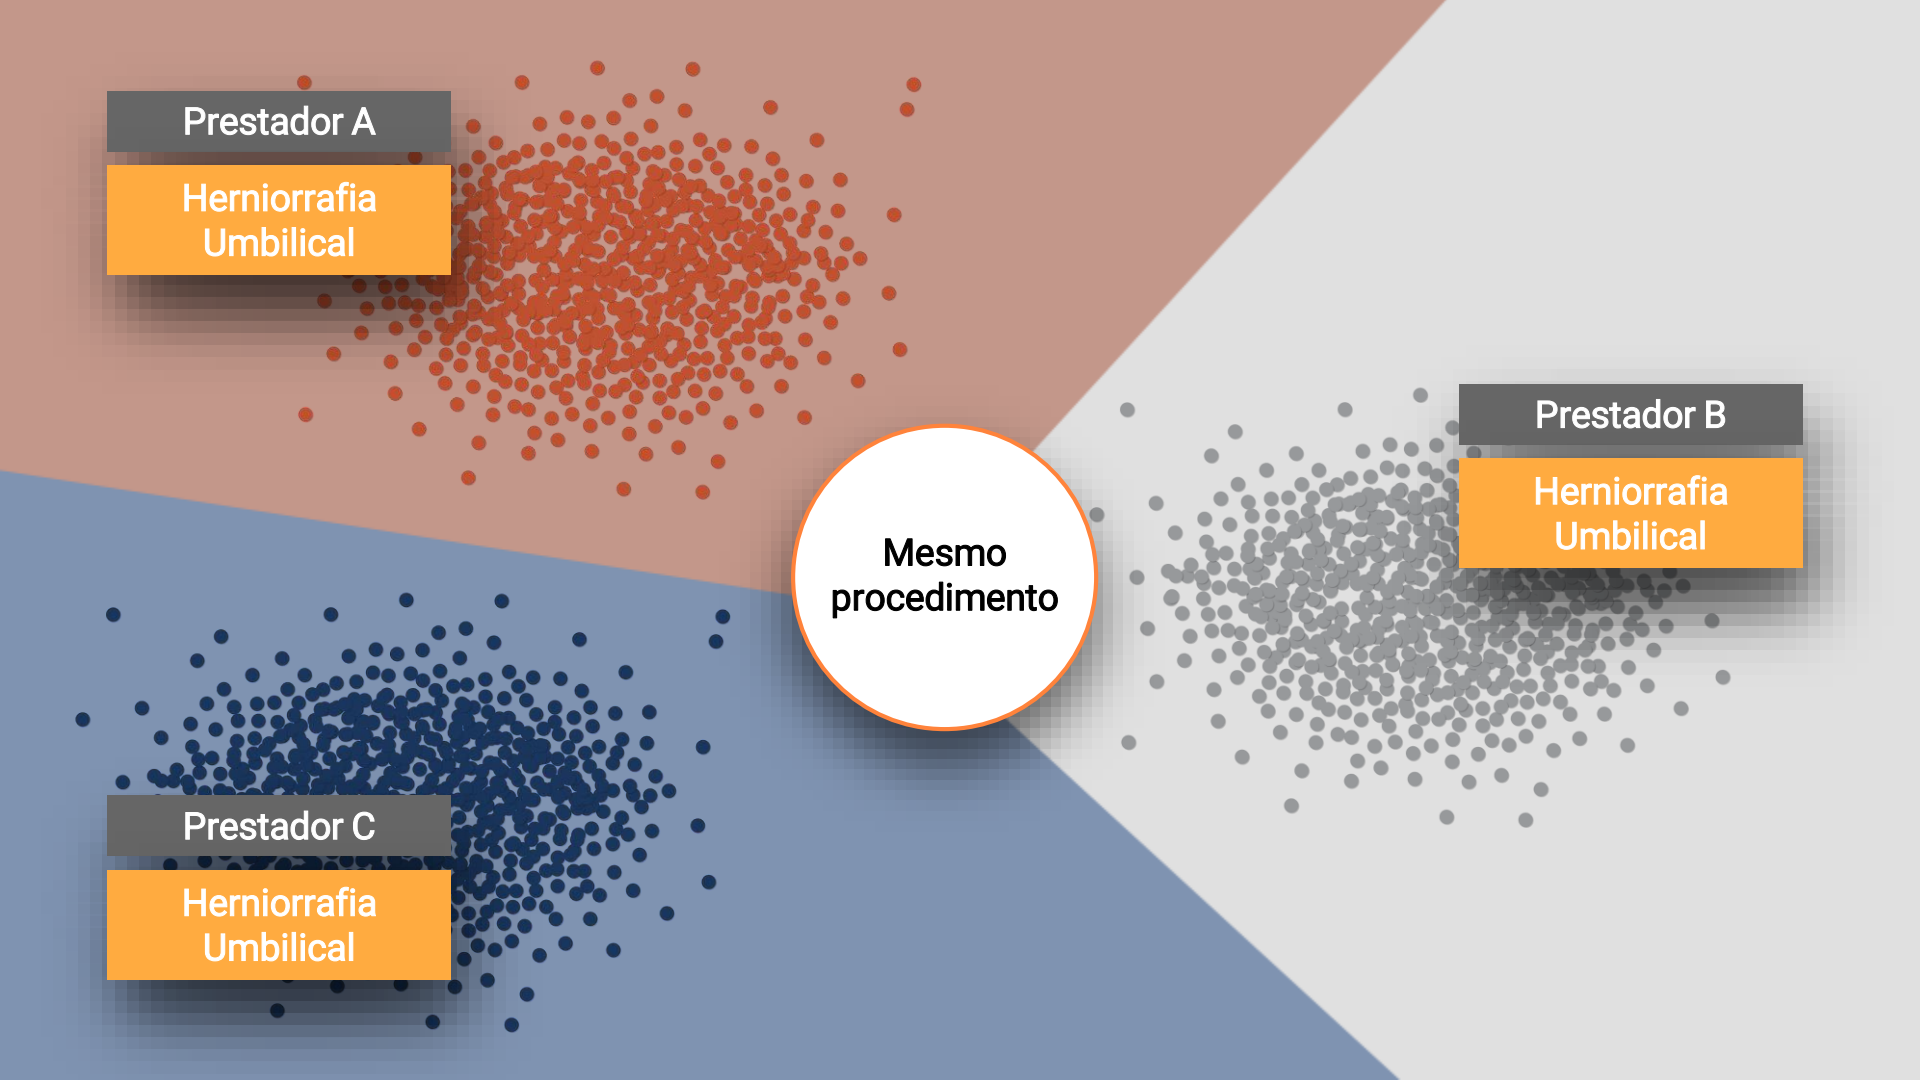 Prestador A
Herniorrafia
Umbilical
Prestador B
Herniorrafia
Umbilical
Mesmo
procedimento
Prestador C
Herniorrafia
Umbilical